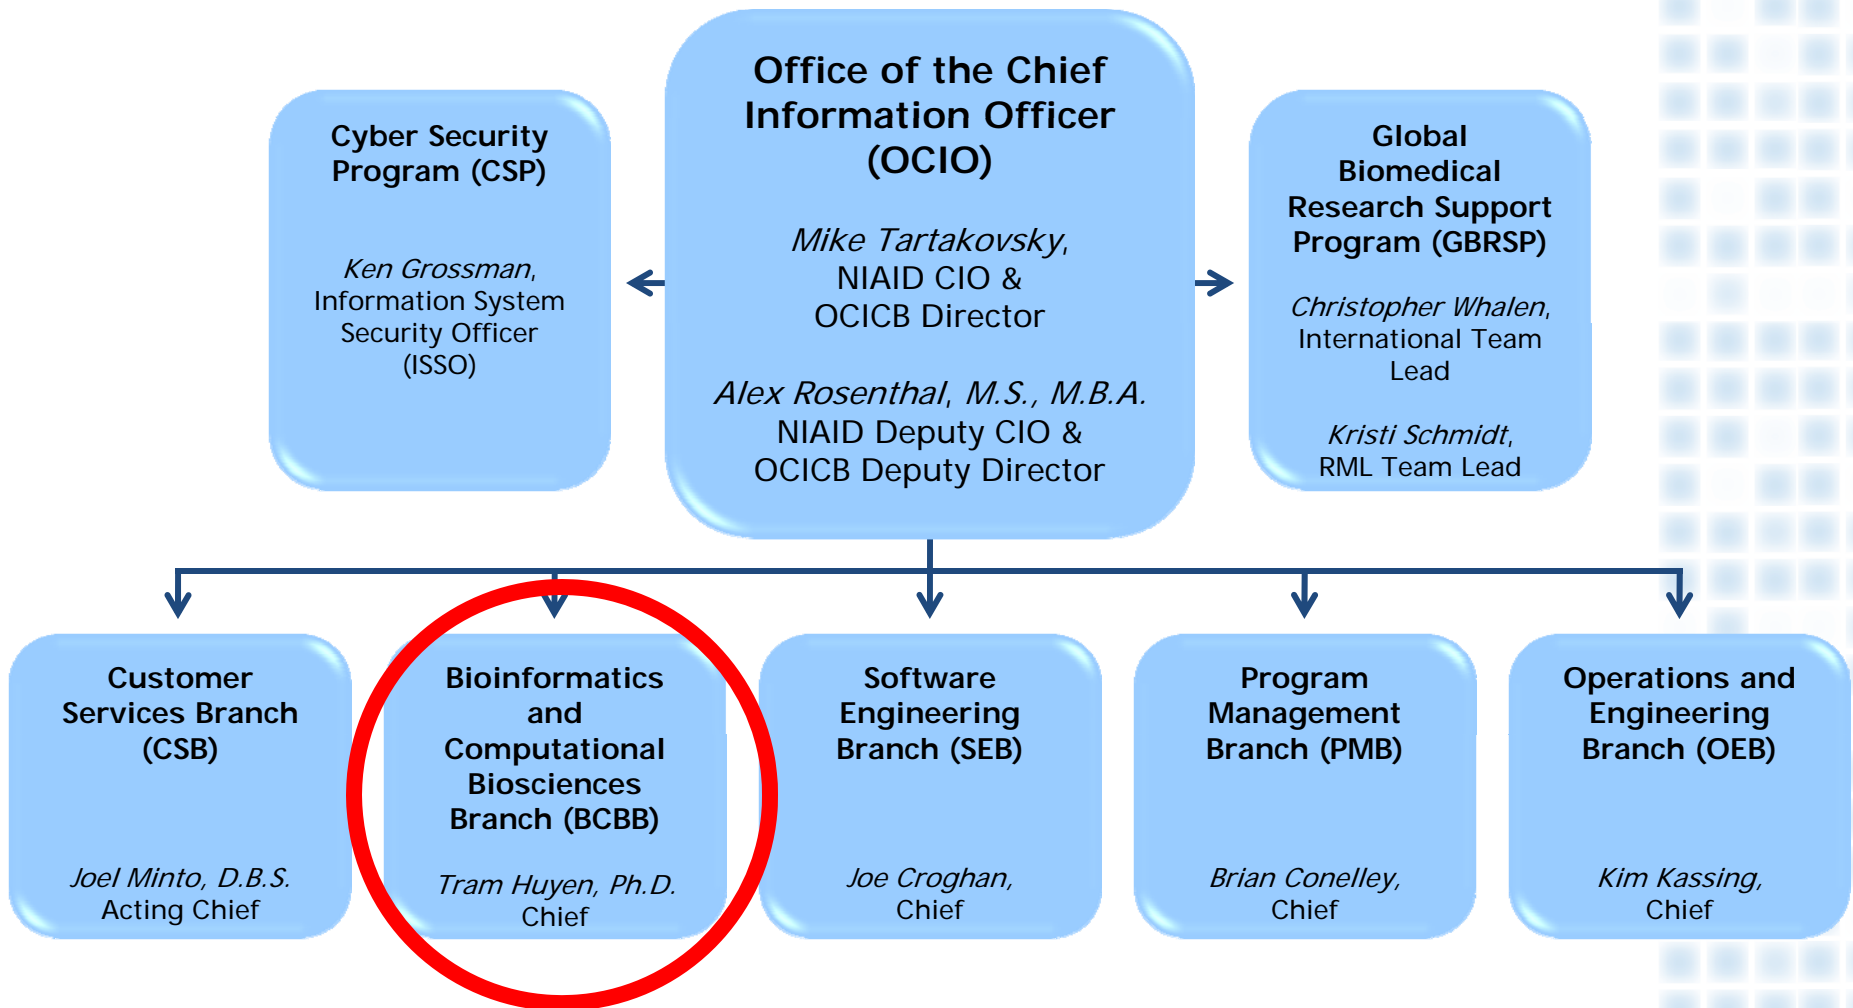 Office of the Chief
Information Officer
(OCIO)
Mike Tartakovsky,
NIAID CIO &
OCICB Director
Alex Rosenthal, M.S., M.B.A.
NIAID Deputy CIO &
OCICB Deputy Director
Cyber Security
Program (CSP)
Ken Grossman,
Information System
Security Officer
(ISSO)
Global
Biomedical
Research Support
Program (GBRSP)
Christopher Whalen,
International Team
Lead
Kristi Schmidt,
RML Team Lead
Customer
Services Branch
(CSB)
Joel Minto, D.B.S.
Acting Chief
Bioinformatics
and
Computational
Biosciences
Branch (BCBB)
Tram Huyen, Ph.D.
Chief
Software
Engineering
Branch (SEB)
Joe Croghan,
Chief
Program
Management
Branch (PMB)
Brian Conelley,
Chief
Operations and
Engineering
Branch (OEB)
Kim Kassing,
Chief